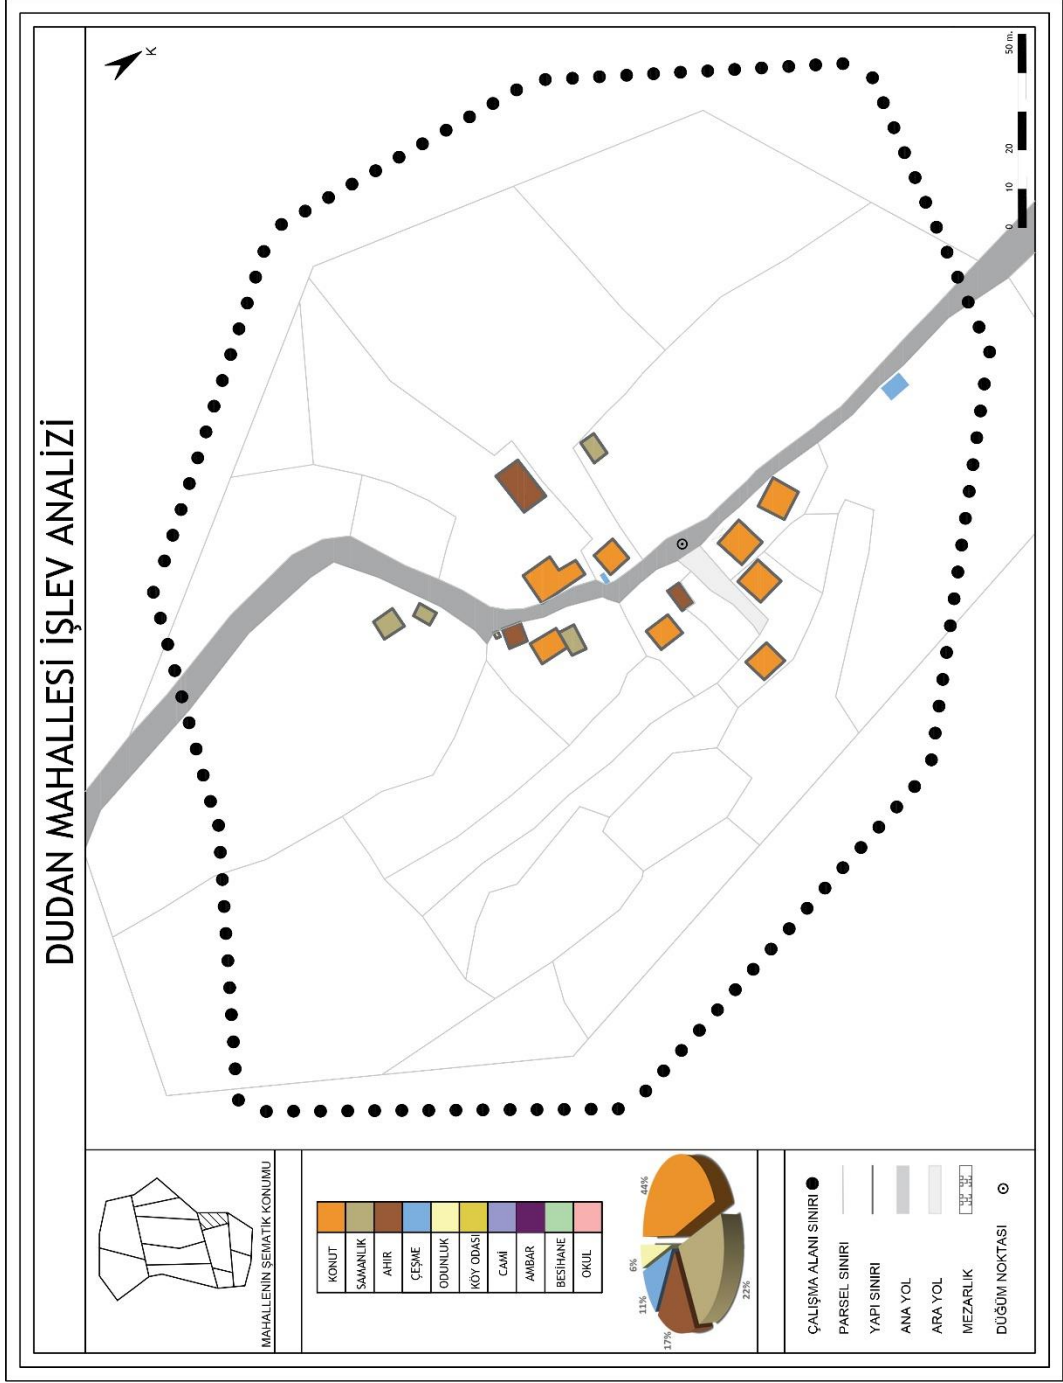 DUDAN MAHALLESİ İŞLEV ANALİZİ
K
0 10 20 50 m.
MAHALLENİN ŞEMATİK KONUMU
KONUT
SAMANLIK
AHIR
ÇEŞME
ODUNLUK
KÖY ODASI
CAMİ
AMBAR
BESİHANE
OKUL
44%
6%
11%
17%
22%
ÇALIŞMA ALANI SINIRI
PARSEL SINIRI
YAPI SINIRI
ANA YOL
ARA YOL
MEZARLIK
DÜĞÜM NOKTASI